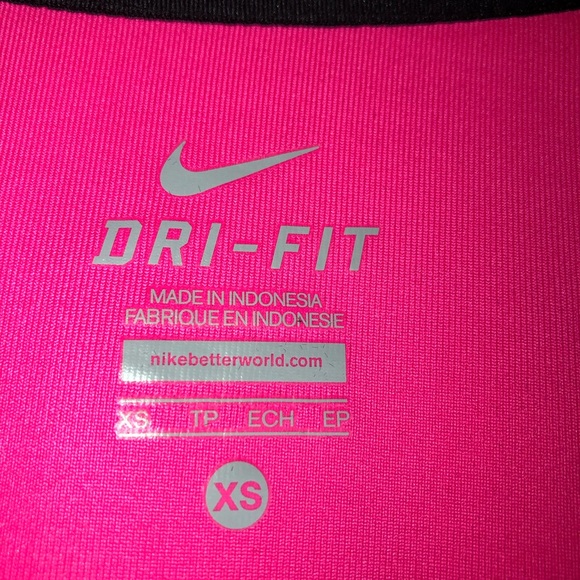 DRI-FIT
MADE IN INDONESIA
FABRIQUE EN INDONESIE
nikebetterworld.com
XS TP ECH EP
XS